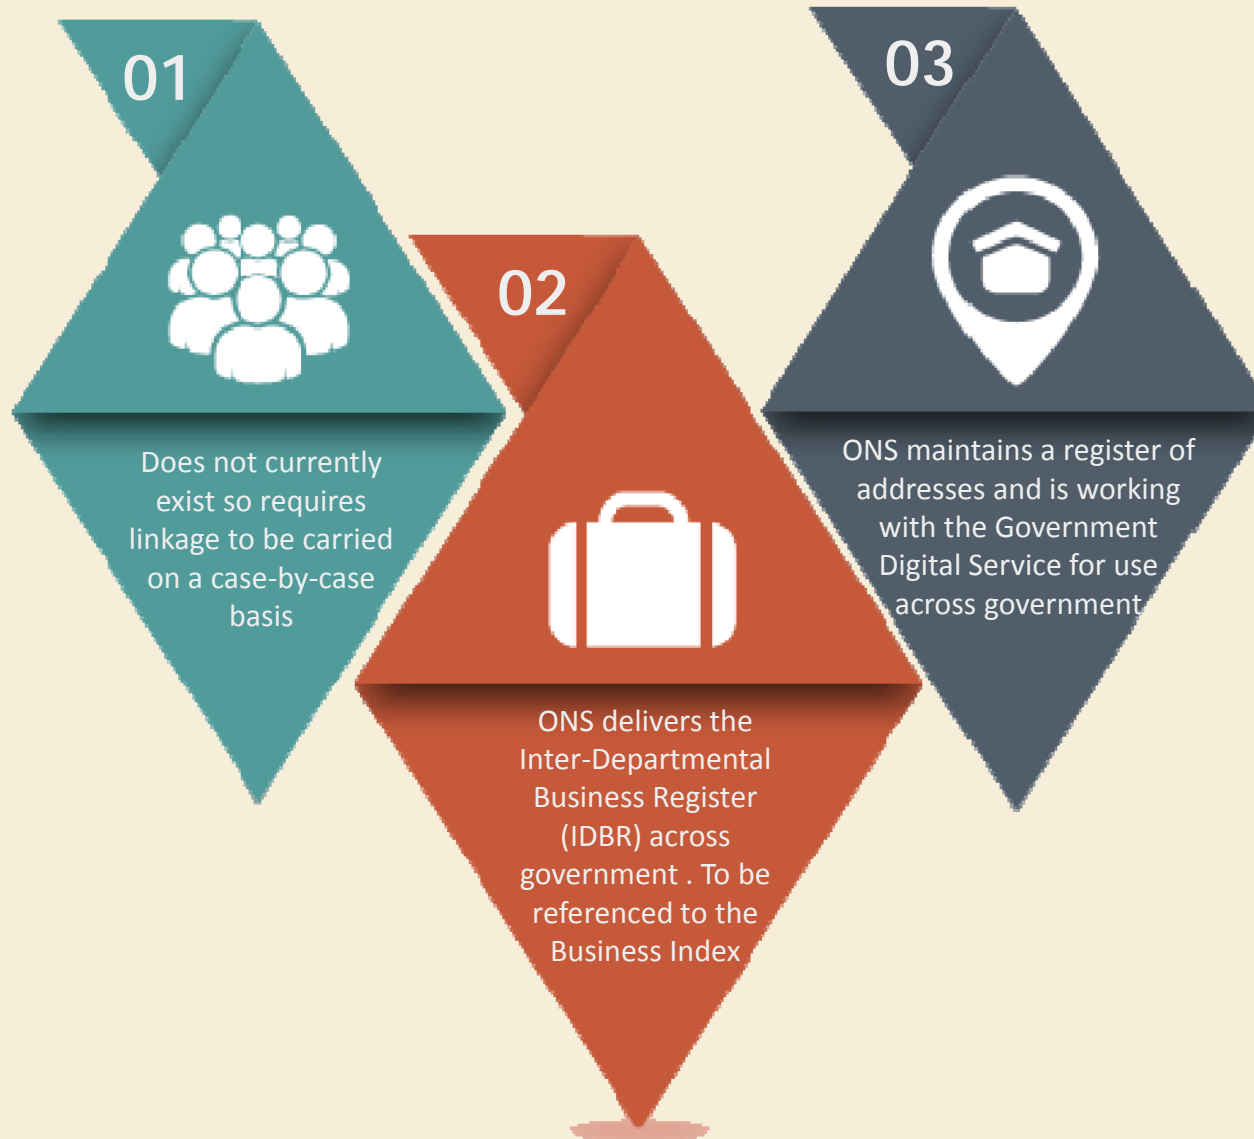 01
Does not currently
exist so requires
linkage to be carried
on a case-by-case
basis
02
ONS delivers the
Inter-Departmental
Business Register
(IDBR) across
government . To be
referenced to the
Business Index
03
ONS maintains a register of
addresses and is working
with the Government
Digital Service for use
across government